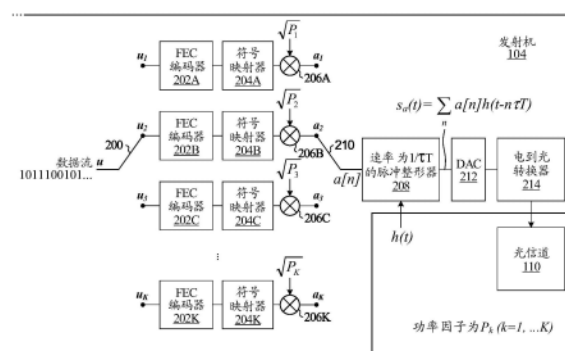 发射机
104
√P₁
u₁
FEC
编码器
202A
符号
映射器
204A
206A
a₁
s_a(t)=∑ a[n]h(t-nτT)
n
√P₂
200
u₂
FEC
编码器
202B
符号
映射器
204B
206B
a₂
210
数据流 u
1011100101...
a[n]
速率为1/τT
的脉冲整形器
208
DAC
212
电到光
转换器
214
√P₃
u₃
FEC
编码器
202C
符号
映射器
204C
206C
a₃
h(t)
光信道
110
...
√P_K
u_K
FEC
编码器
202K
符号
映射器
204K
206K
a_K
功率因子为P_k (k=1, ...K)